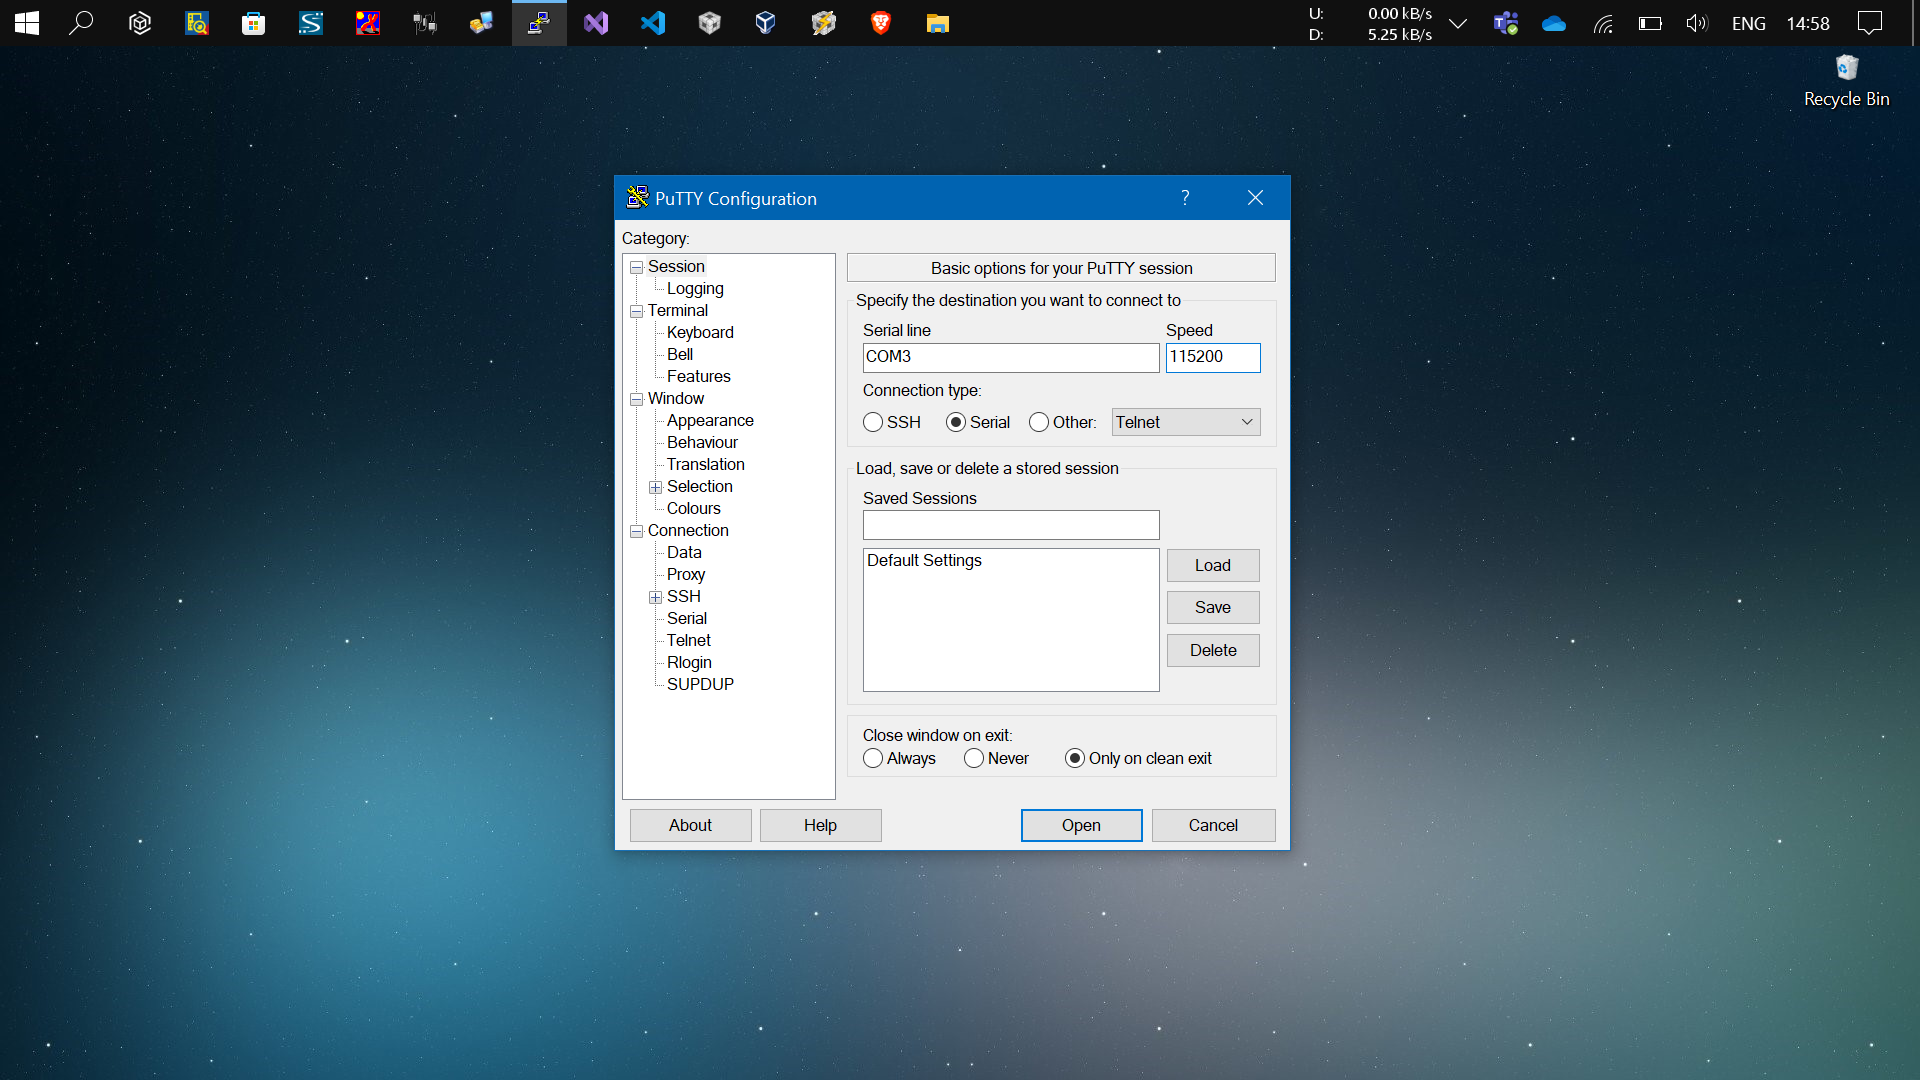 U: 0.00 kB/s
D: 5.25 kB/s
ENG 14:58
Recycle Bin
PuTTY Configuration
Category:
Session
Logging
Terminal
Keyboard
Bell
Features
Window
Appearance
Behaviour
Translation
Selection
Colours
Connection
Data
Proxy
SSH
Serial
Telnet
Rlogin
SUPDUP
Basic options for your PuTTY session
Specify the destination you want to connect to
Serial line Speed
COM3 115200
Connection type:
SSH Serial Other: Telnet
Load, save or delete a stored session
Saved Sessions
Default Settings
Load
Save
Delete
Close window on exit:
Always Never Only on clean exit
About Help Open Cancel